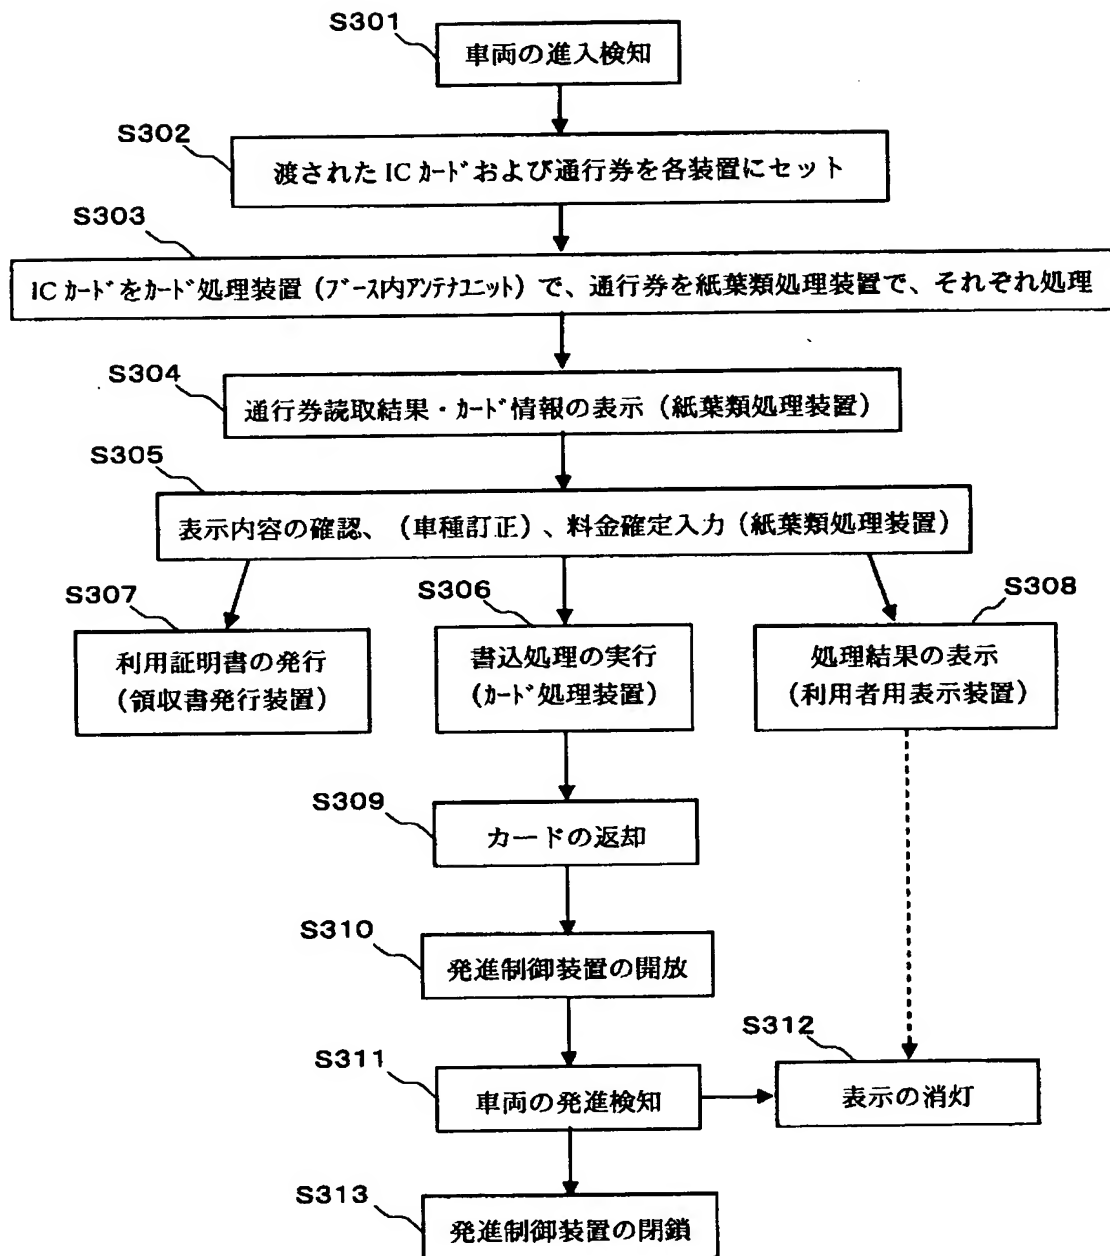 S301
車両の進入検知
S302
渡された ICカードおよび通行券を各装置にセット
S303
ICカードをカード処理装置（ブース内アンテナユニット）で、通行券を紙葉類処理装置で、それぞれ処理
S304
通行券読取結果・カード情報の表示（紙葉類処理装置）
S305
表示内容の確認、（車種訂正）、料金確定入力（紙葉類処理装置）
S307
利用証明書の発行
（領収書発行装置）
S306
書込処理の実行
（カード処理装置）
S308
処理結果の表示
（利用者用表示装置）
S309
カードの返却
S310
発進制御装置の開放
S311
車両の発進検知
S312
表示の消灯
S313
発進制御装置の閉鎖